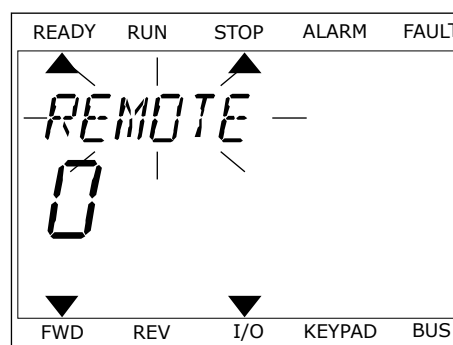 READY RUN STOP ALARM FAULT
REMOTE
0
FWD REV I/O KEYPAD BUS